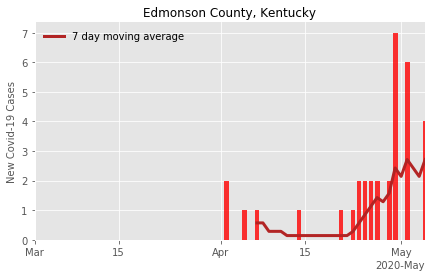 Edmonson County, Kentucky
7 day moving average
New Covid-19 Cases
7
6
5
4
3
2
1
0
Mar
15
Apr
15
May
2020-May